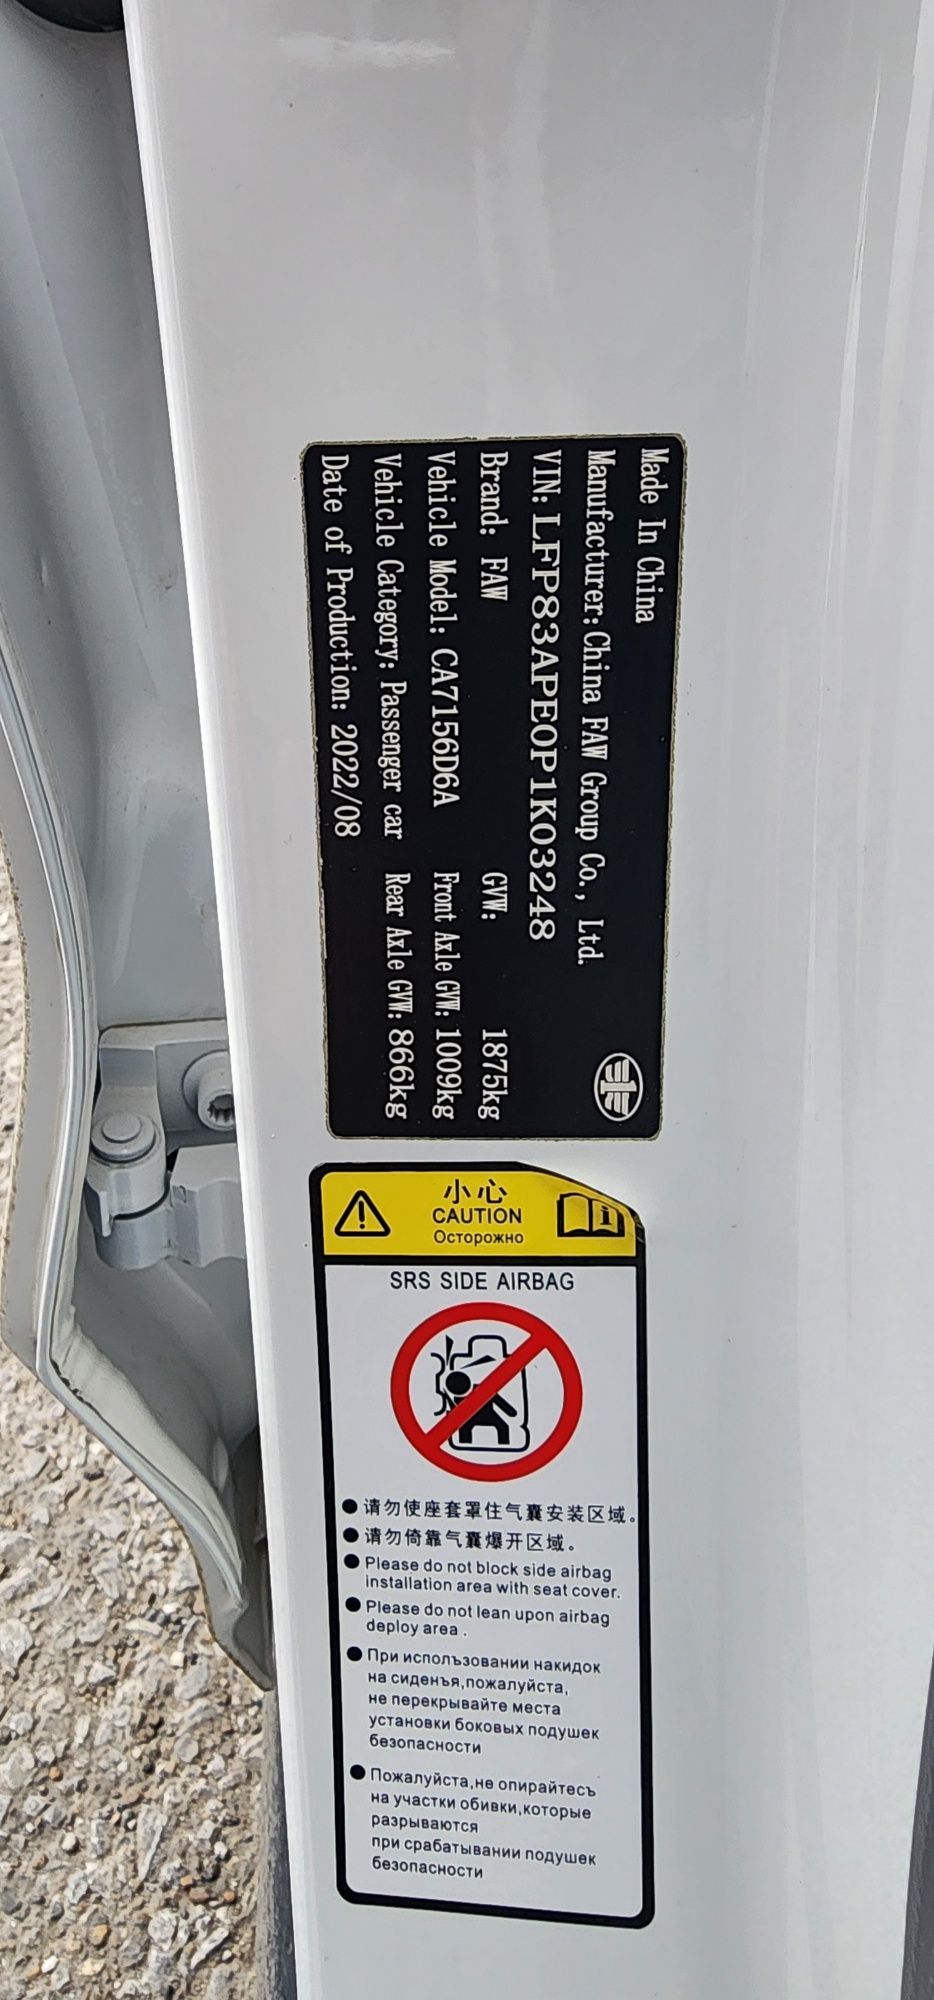 Made In China
Manufacturer: China FAW Group Co., Ltd.
VIN: LFP83APE0P1K03248
Brand: FAW GVW: 1875kg
Vehicle Model: CA7156D6A Front Axle GVW: 1009kg
Vehicle Category: Passenger car Rear Axle GVW: 866kg
Date of Production: 2022/08
小心
CAUTION
Осторожно
SRS SIDE AIRBAG
● 请勿使座套罩住气囊安装区域。
● 请勿倚靠气囊爆开区域。
● Please do not block side airbag
installation area with seat cover.
● Please do not lean upon airbag
deploy area .
● При исползовании накидок
на сиденъя,пожалуйста,
не перекрывайте места
установки боковых подушек
безопасности
● Пожалуйста,не опирайтесъ
на участки обивки,которые
разрываются
при срабатывании подушек
безопасности